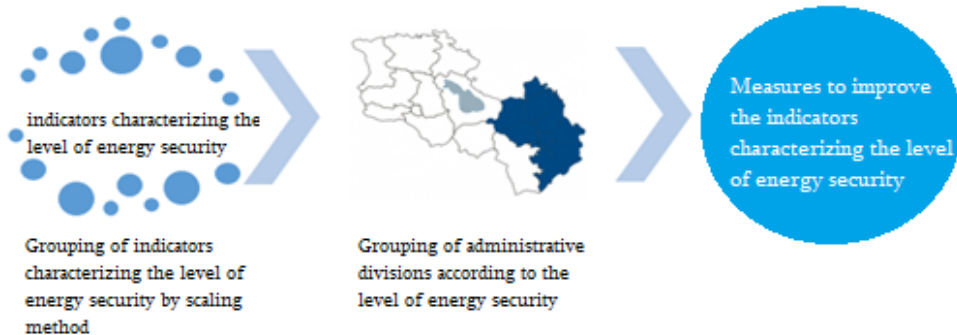 indicators characterizing the
level of energy security
Grouping of indicators
characterizing the level of
energy security by scaling
method
Grouping of administrative
divisions according to the
level of energy security
Measures to improve
the indicators
characterizing the level
of energy security